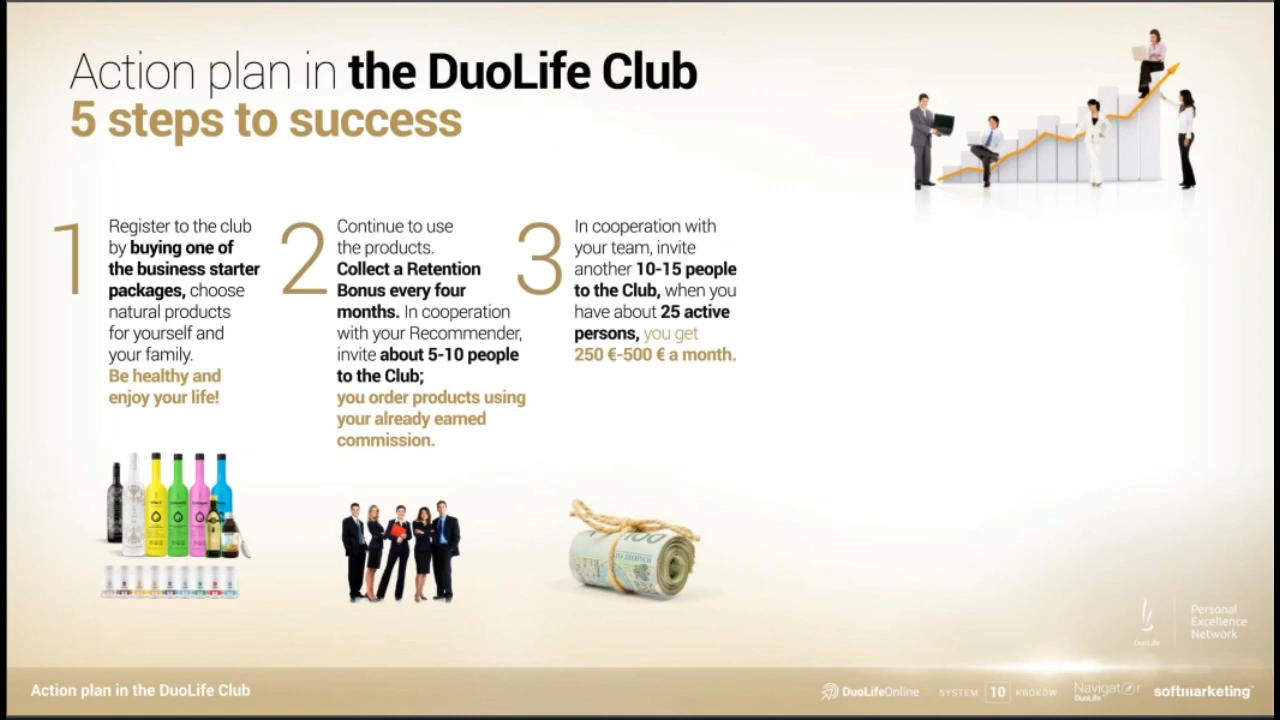 Action plan in the DuoLife Club
5 steps to success
1
Register to the club
by buying one of
the business starter
packages, choose
natural products
for yourself and
your family.
Be healthy and
enjoy your life!
2
Continue to use
the products.
Collect a Retention
Bonus every four
months. In cooperation
with your Recommender,
invite about 5-10 people
to the Club;
you order products using
your already earned
commission.
3
In cooperation with
your team, invite
another 10-15 people
to the Club, when you
have about 25 active
persons, you get
250 €-500 € a month.
100
DuoLife
Personal
Excellence
Network
Action plan in the DuoLife Club
DuoLifeOnline
SYSTEM 10 KROKÓW
Navigator
DuoLife
softmarketing